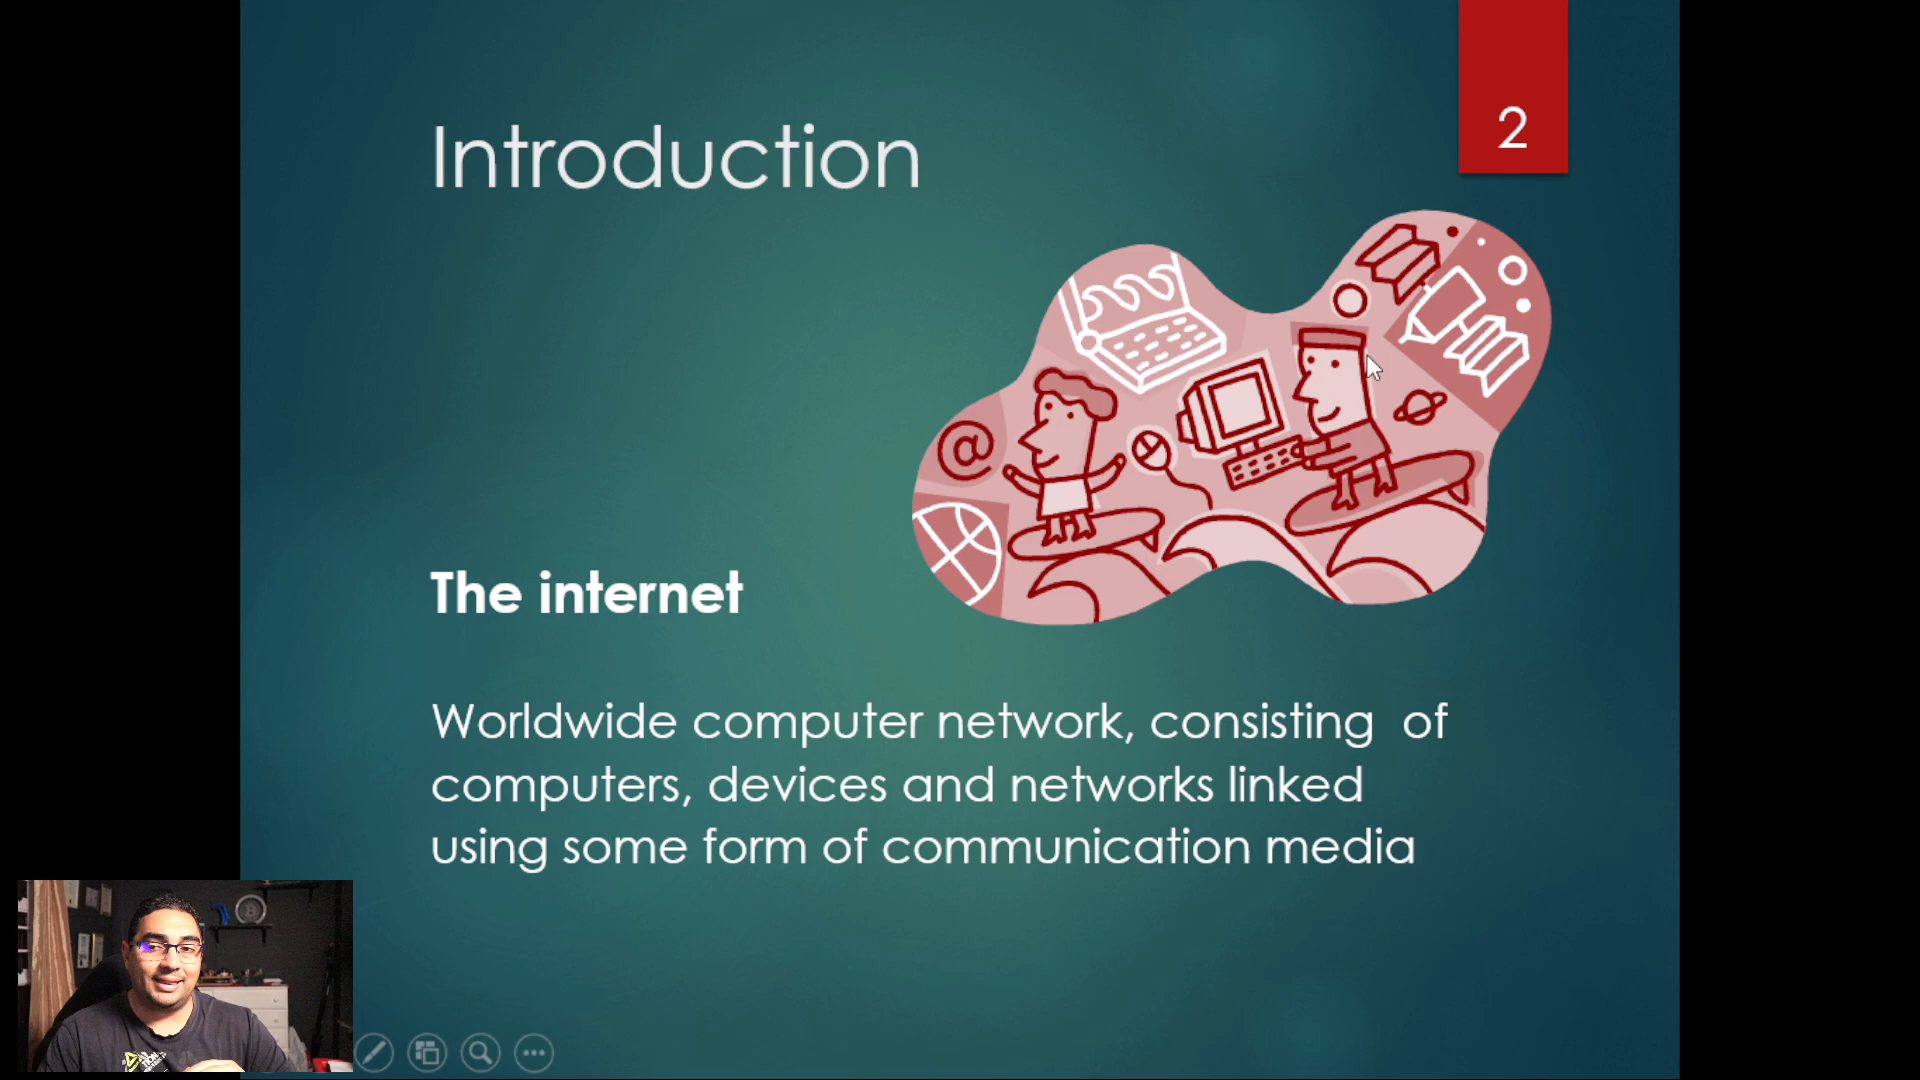 2
Introduction
@
The internet
Worldwide computer network, consisting of
computers, devices and networks linked
using some form of communication media